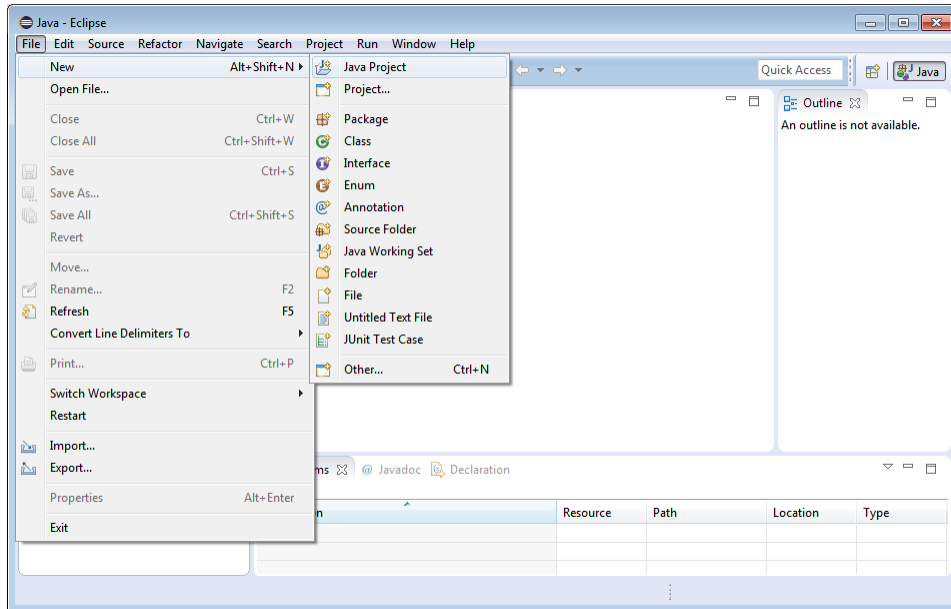 Java - Eclipse
File Edit Source Refactor Navigate Search Project Run Window Help
New Alt+Shift+N
Open File...
Close Ctrl+W
Close All Ctrl+Shift+W
Save Ctrl+S
Save As...
Save All Ctrl+Shift+S
Revert
Move...
Rename... F2
Refresh F5
Convert Line Delimiters To
Print... Ctrl+P
Switch Workspace
Restart
Import...
Export...
Properties Alt+Enter
Exit
Java Project
Project...
Package
Class
Interface
Enum
Annotation
Source Folder
Java Working Set
Folder
File
Untitled Text File
JUnit Test Case
Other... Ctrl+N
Quick Access Java
Outline
An outline is not available.
ms @ Javadoc Declaration
n Resource Path Location Type